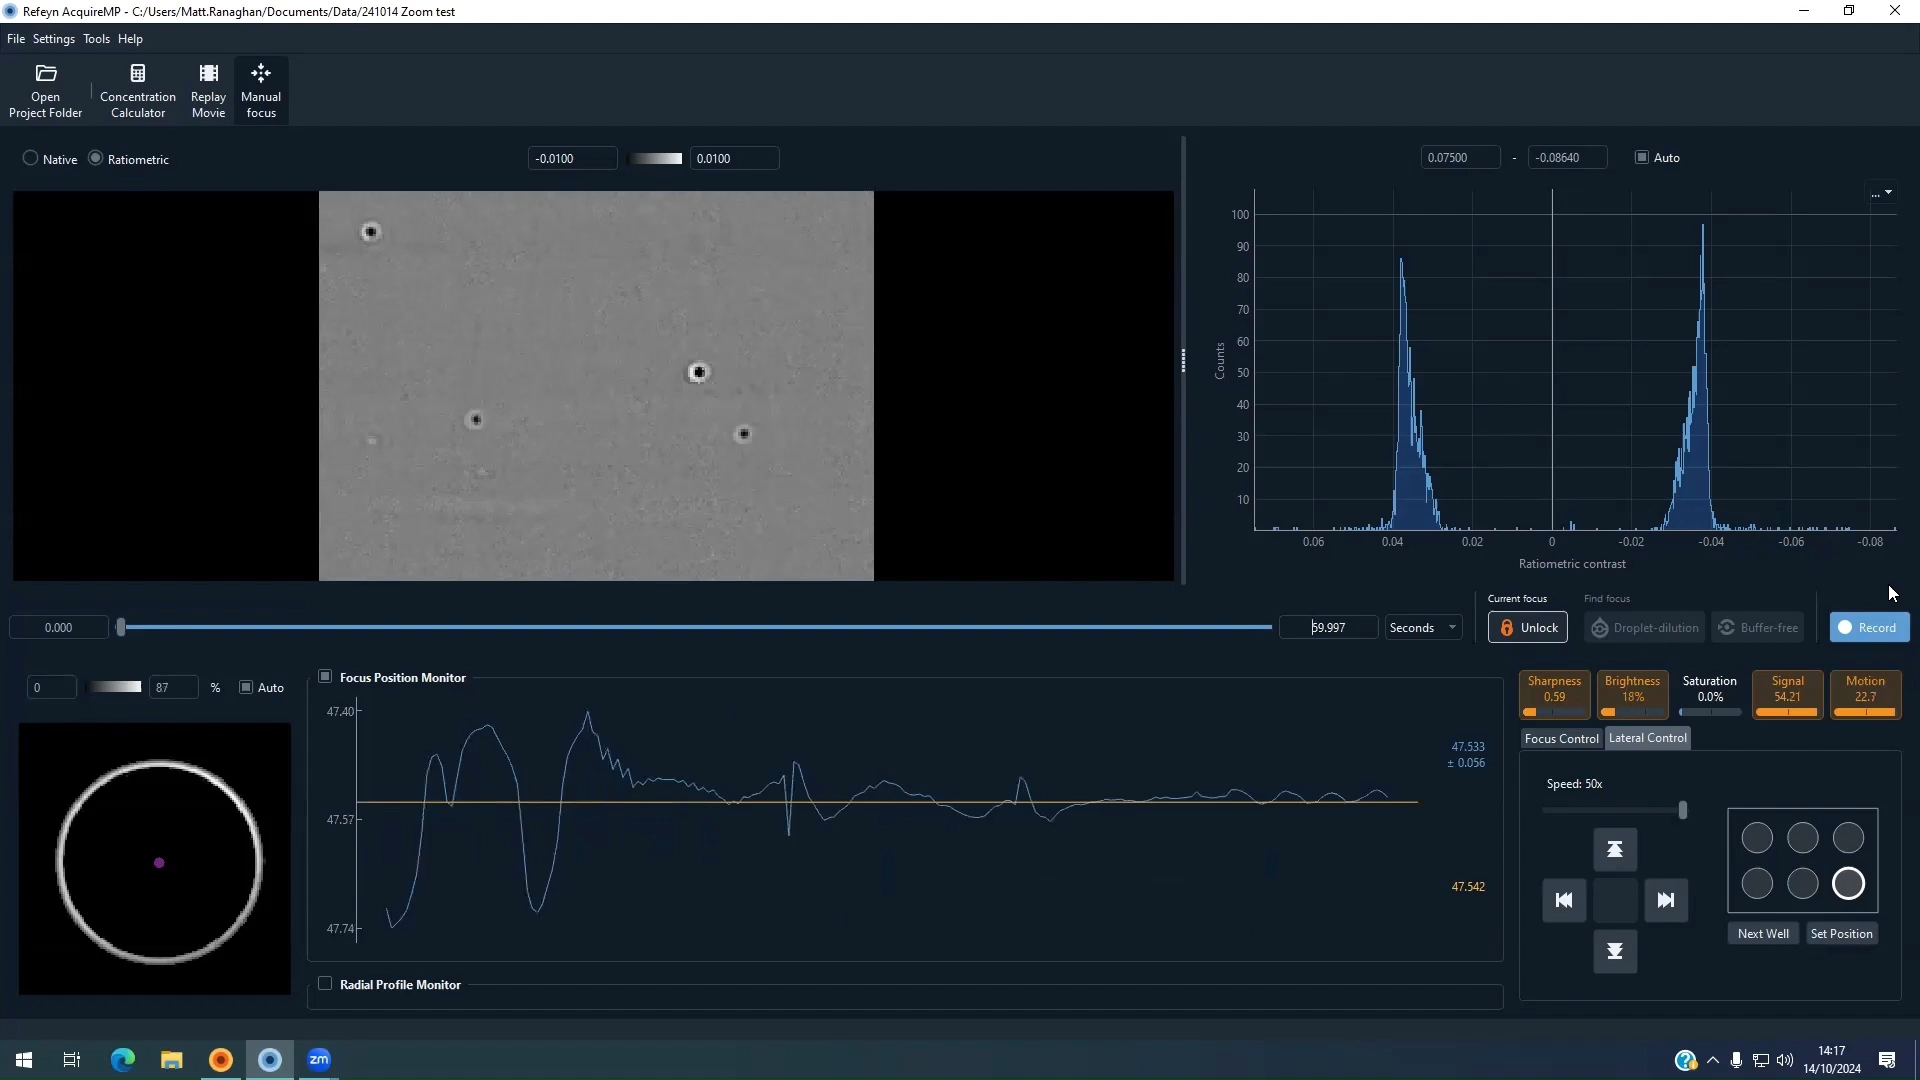 Refeyn AcquireMP - C:/Users/Matt.Ranaghan/Documents/Data/241014 Zoom test
File Settings Tools Help
Open Project Folder
Concentration Calculator
Replay Movie
Manual focus
Native
Ratiometric
-0.0100
0.0100
0.07500 - -0.08640
Auto
...
100
90
80
70
60
50
40
30
20
10
Counts
0.06 0.04 0.02 0 -0.02 -0.04 -0.06 -0.08
Ratiometric contrast
0.000
59.997
Seconds
Current focus
Unlock
Find focus
Droplet-dilution
Buffer-free
Record
0
87
%
Auto
Focus Position Monitor
47.40
47.57
47.74
47.533
± 0.056
47.542
Radial Profile Monitor
Sharpness
0.59
Brightness
18%
Saturation
0.0%
Signal
54.21
Motion
22.7
Focus Control
Lateral Control
Speed: 50x
Next Well
Set Position
zm
14:17
14/10/2024